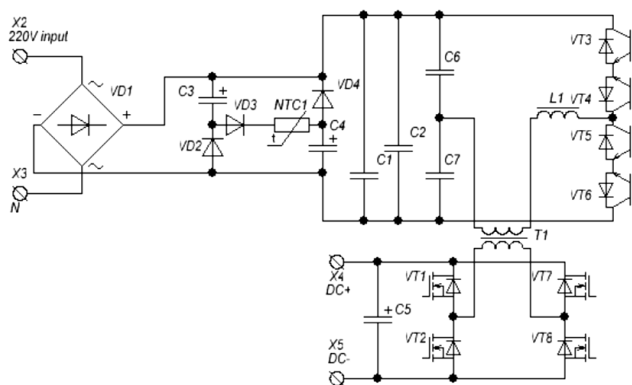 X2
220V input
VD1
~
−
+
~
X3
N
C3 +
VD3
NTC1
t
VD2
VD4
C4
+
C1
C2
C6
C7
L1
VT3
VT4
VT5
VT6
T1
X4
DC+
+ C5
X5
DC-
VT1
VT2
VT7
VT8